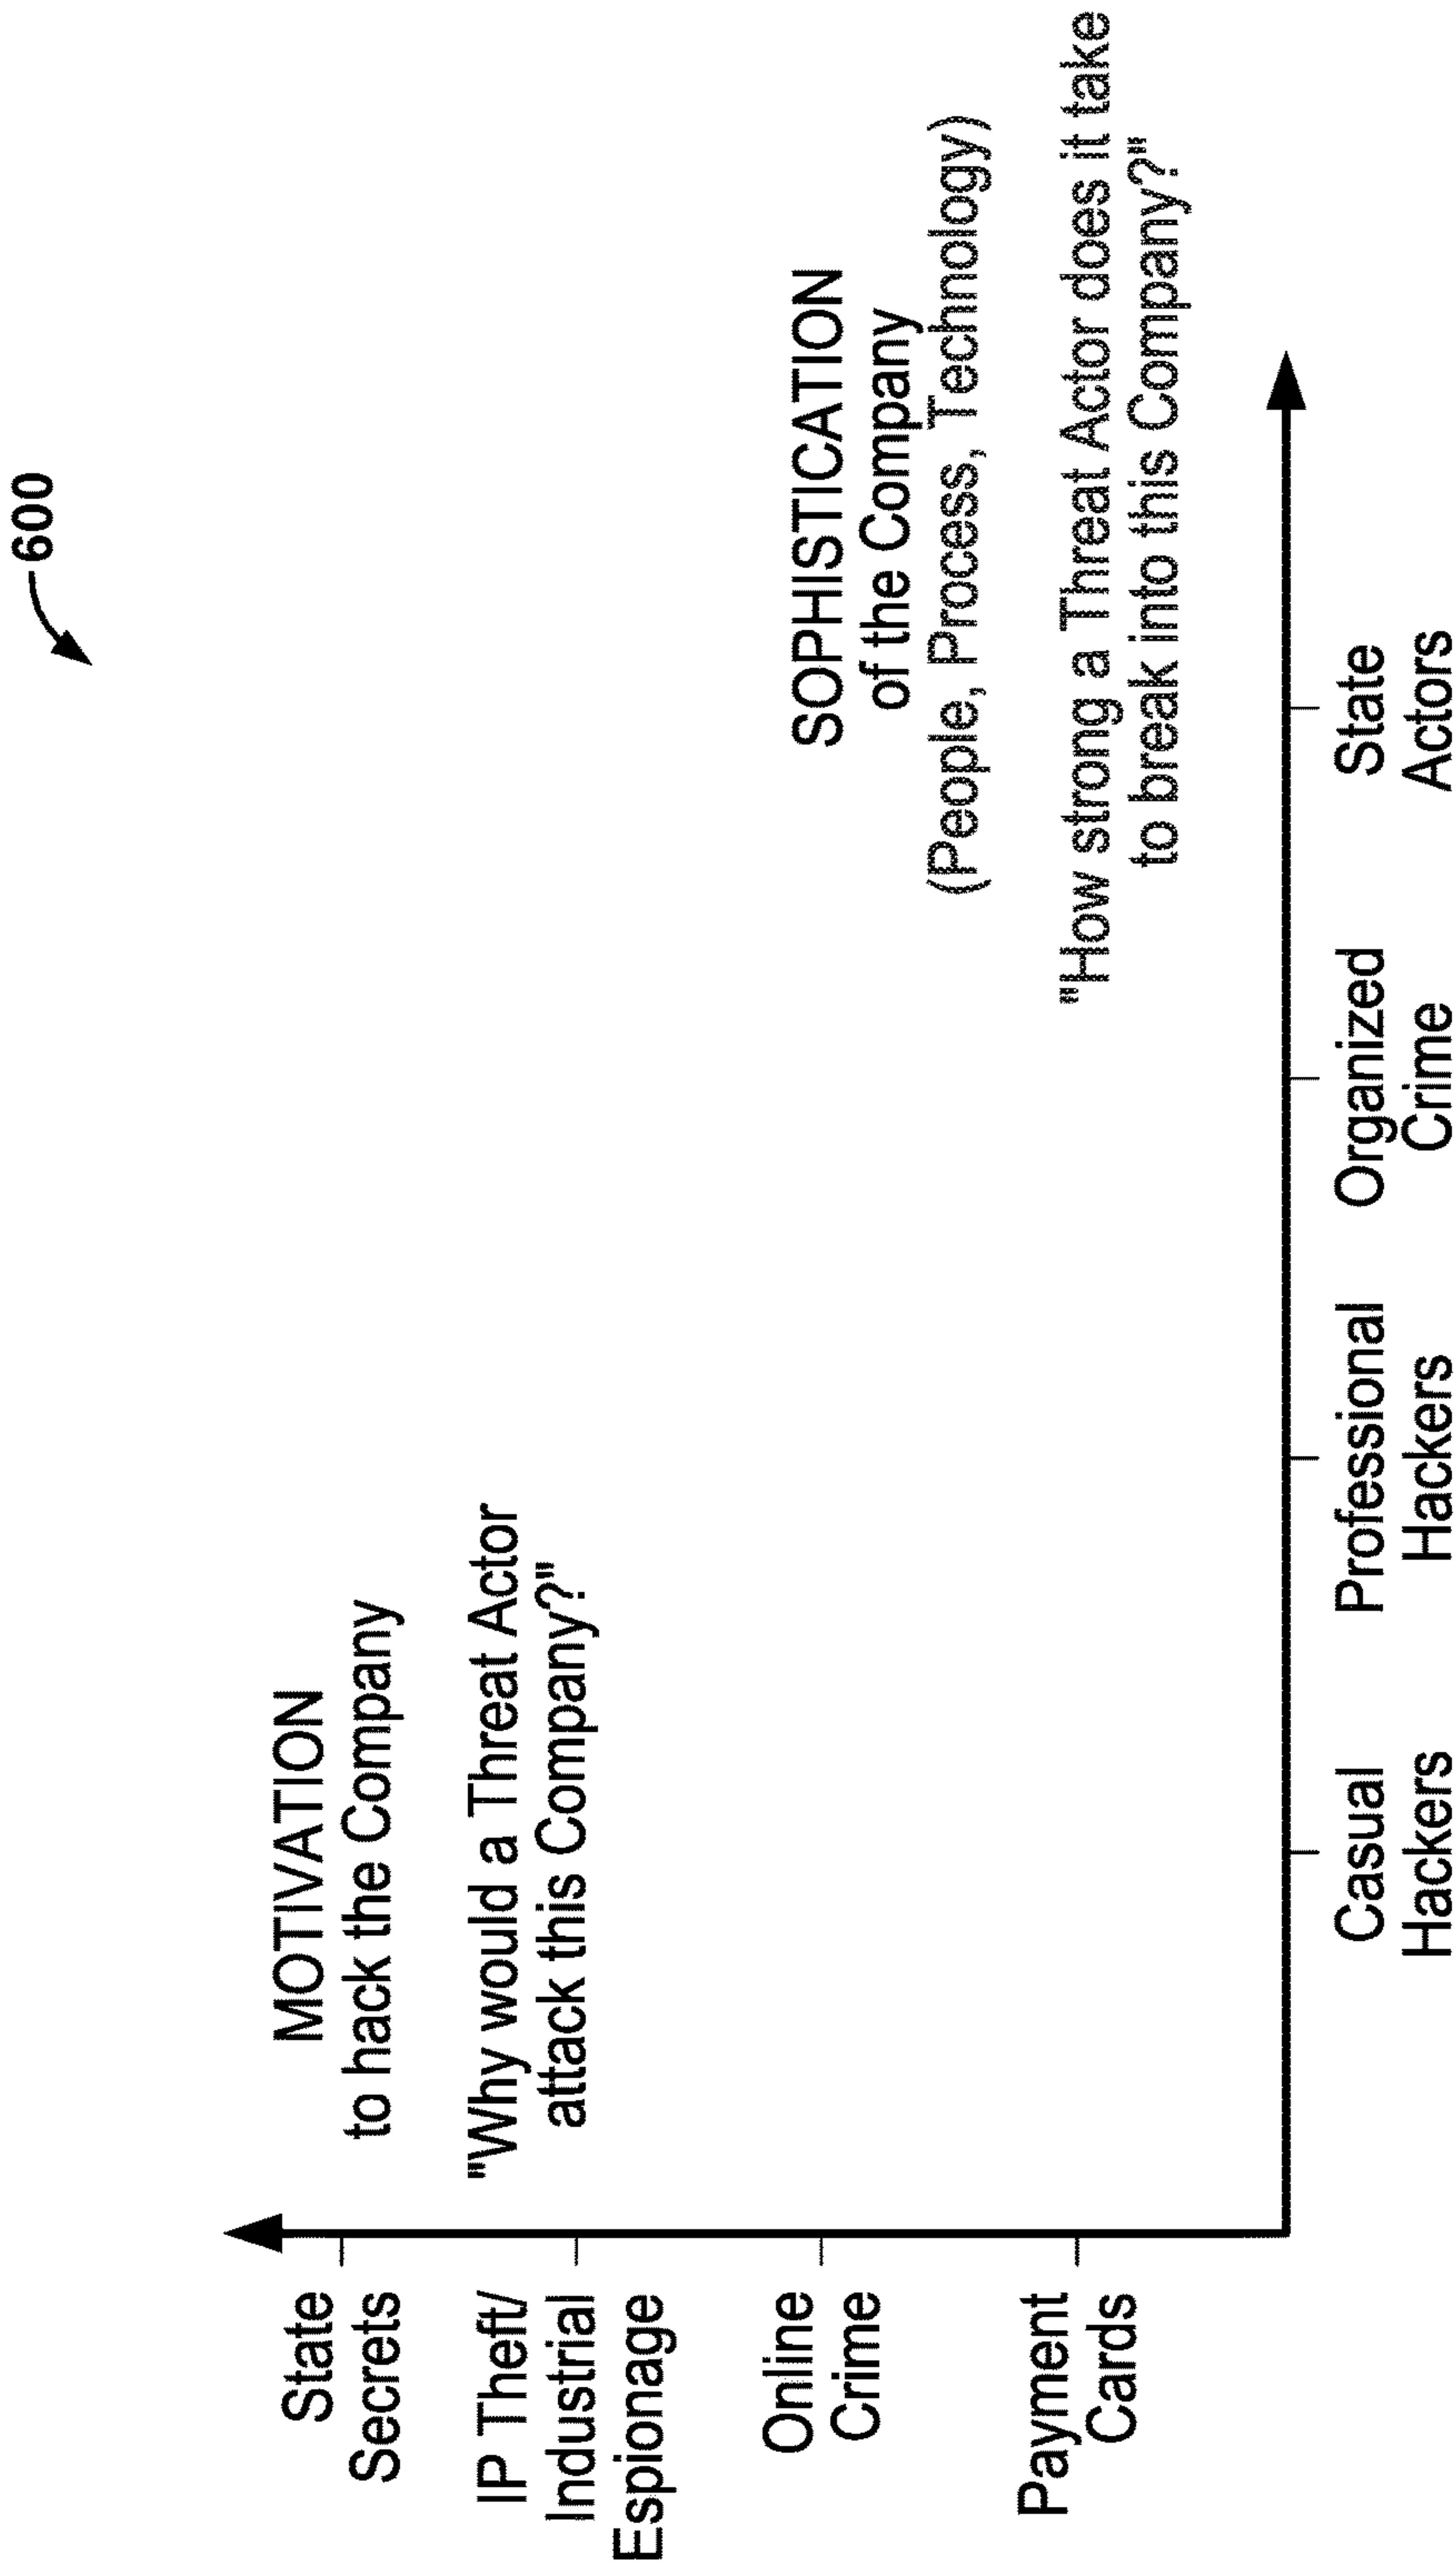 600
MOTIVATION
to hack the Company
"Why would a Threat Actor
attack this Company?"
State
Secrets
IP Theft/
Industrial
Espionage
Online
Crime
Payment
Cards
SOPHISTICATION
of the Company
(People, Process, Technology)
"How strong a Threat Actor does it take
to break into this Company?"
Casual
Hackers
Professional
Hackers
Organized
Crime
State
Actors